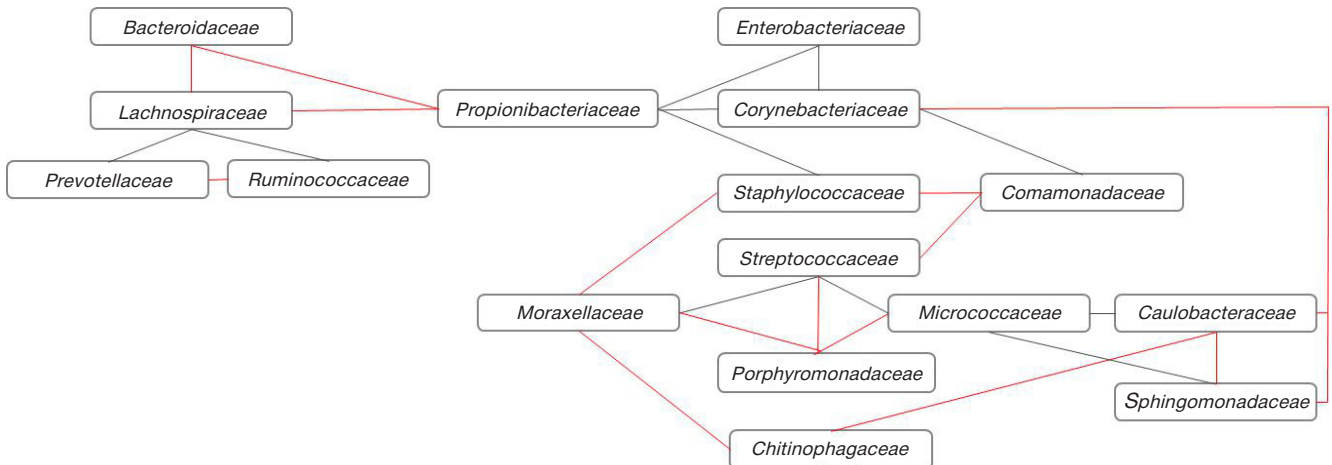 Bacteroidaceae
Enterobacteriaceae
Lachnospiraceae
Propionibacteriaceae
Corynebacteriaceae
Prevotellaceae
Ruminococcaceae
Staphylococcaceae
Comamonadaceae
Streptococcaceae
Moraxellaceae
Micrococcaceae
Caulobacteraceae
Porphyromonadaceae
Sphingomonadaceae
Chitinophagaceae